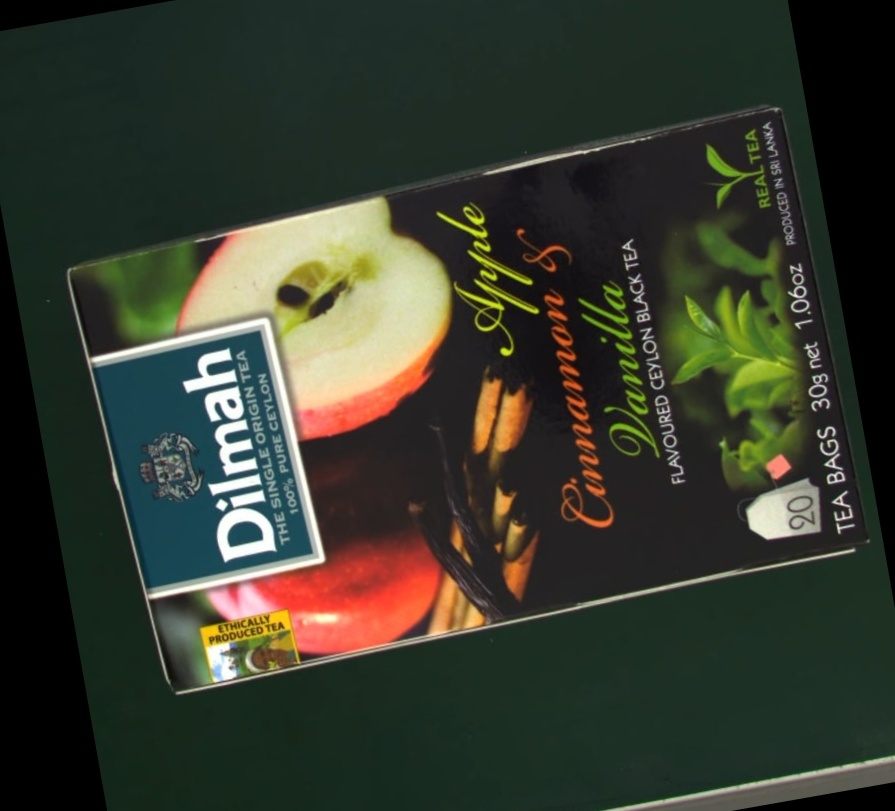 Dilmah
THE SINGLE ORIGIN TEA
100% PURE CEYLON
ETHICALLY
PRODUCED TEA
Apple
Cinnamon &
Vanilla
FLAVOURED CEYLON BLACK TEA
REAL TEA
PRODUCED IN SRI LANKA
20
TEA BAGS 30g net 1.06oz